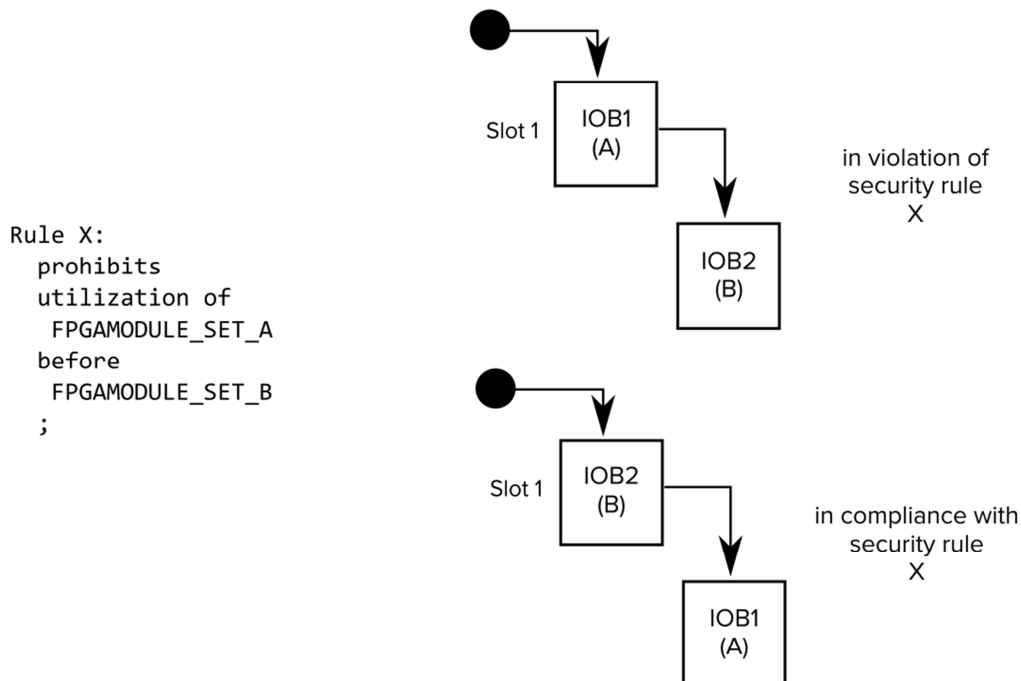 Rule X:
prohibits
utilization of
FPGAMODULE_SET_A
before
FPGAMODULE_SET_B
;
Slot 1
IOB1
(A)
IOB2
(B)
in violation of
security rule
X
Slot 1
IOB2
(B)
IOB1
(A)
in compliance with
security rule
X